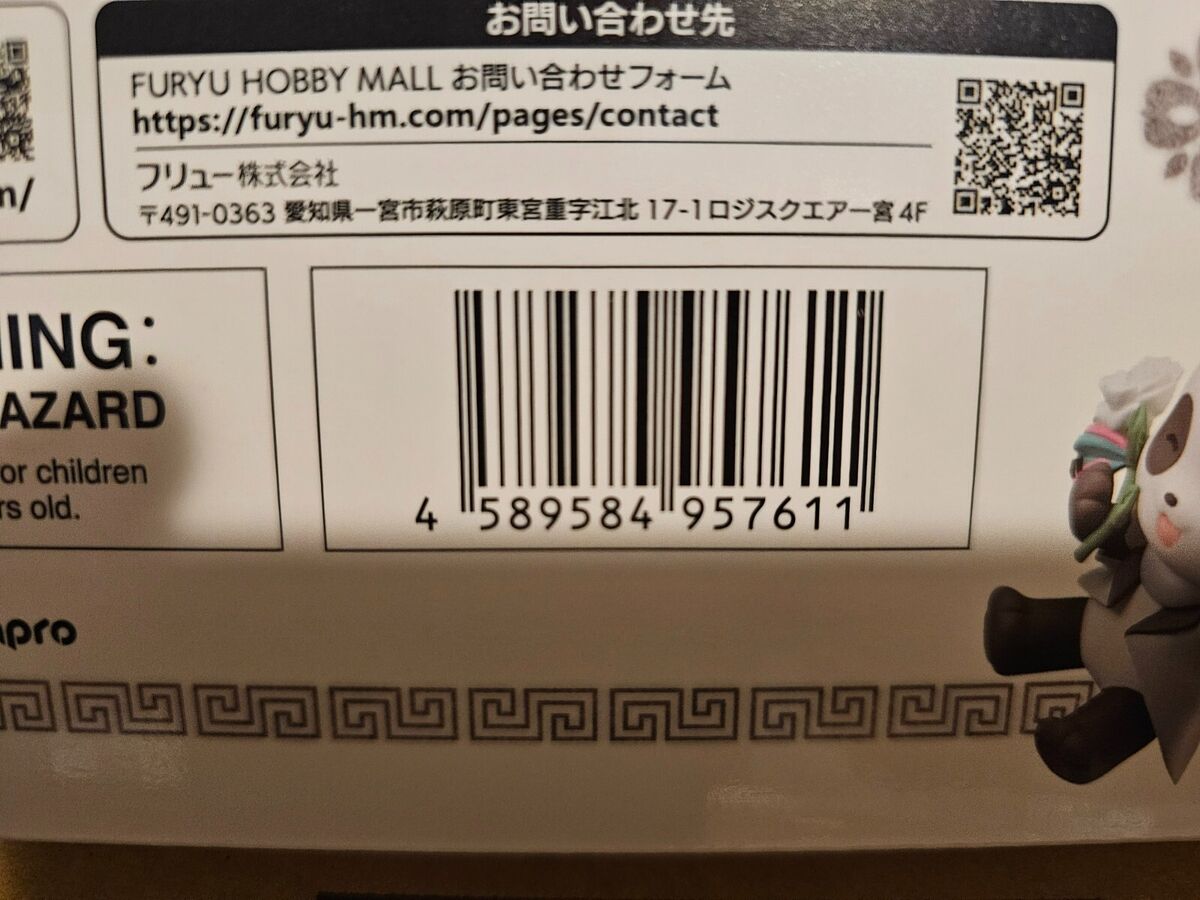 お問い合わせ先
FURYU HOBBY MALL お問い合わせフォーム
https://furyu-hm.com/pages/contact
フリュー株式会社
〒491-0363 愛知県一宮市萩原町東宮重字江北 17-1ロジスクエア一宮 4F
m/
NING:
AZARD
or children
rs old.
4 589584 957611
apro